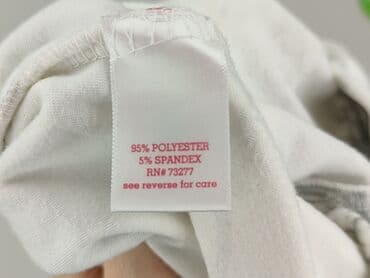 95% POLYESTER
5% SPANDEX
RN# 73277
see reverse for care